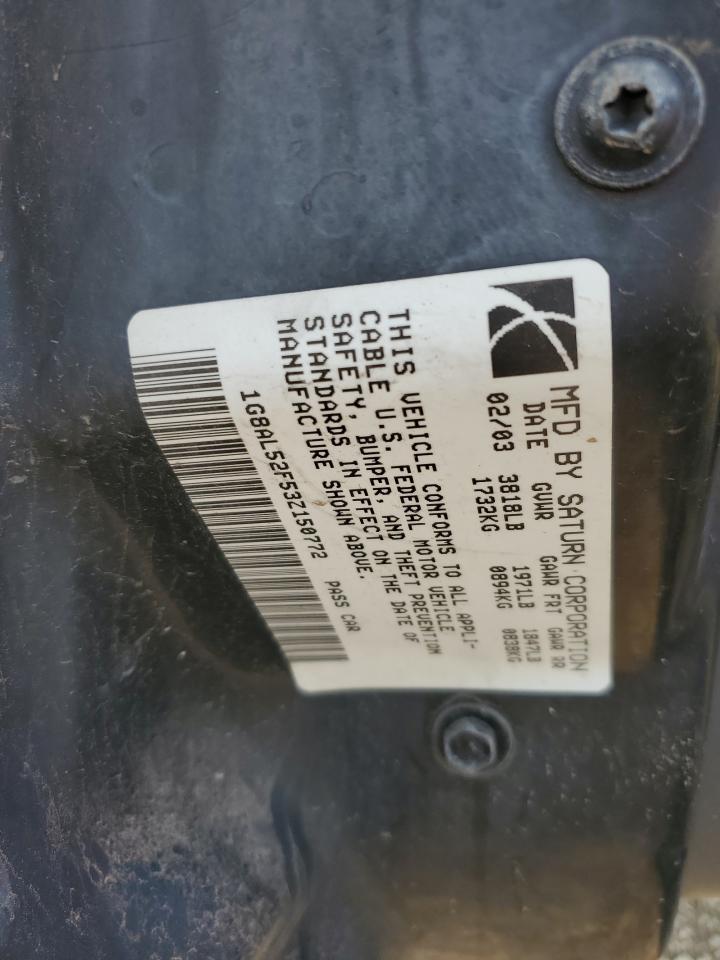 MFD BY SATURN CORPORATION
DATE GVWR GAWR FRT GAWR RR
02/03 3818LB 1971LB 1847LB
1732KG 0894KG 0838KG
THIS VEHICLE CONFORMS TO ALL APPLI-
CABLE U.S. FEDERAL MOTOR VEHICLE
SAFETY, BUMPER, AND THEFT PREVENTION
STANDARDS IN EFFECT ON THE DATE OF
MANUFACTURE SHOWN ABOVE.
1G8AL52F53Z150772 PASS CAR